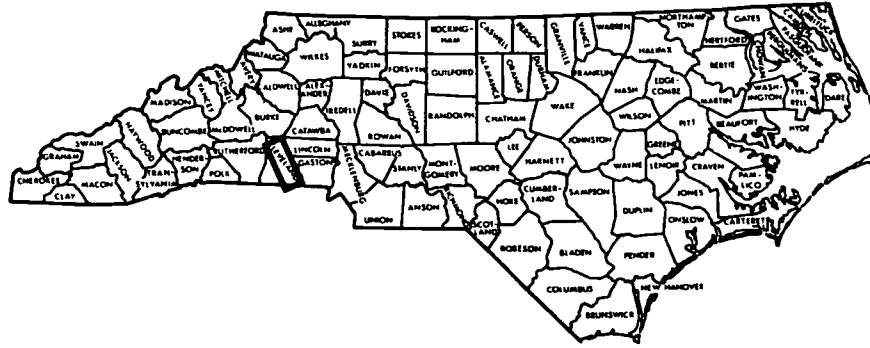 ASHE
ALLEGHANY
SURRY
STOKES
ROCKING-
HAM
CASWELL
PERSON
GRANVILLE
VANCE
WARREN
NORTHAMP
TON
GATES
HERTFORD
HALIFAX
BERTIE
WATAUGA
WILKES
YADKIN
FORSYTH
GUILFORD
ALAMANCE
ORANGE
DURHAM
FRANKLIN
NASH
EDGE-
COMBE
MARTIN
WASH-
INGTON
TYR-
RELL
DARE
MADISON
YANCEY
MITCHELL
AVERY
CALDWELL
ALEX-
ANDER
IREDELL
DAVIE
DAVIDSON
RANDOLPH
CHATHAM
WAKE
WILSON
PITT
BEAUFORT
HYDE
BUNCOMBE
McDOWELL
BURKE
CATAWBA
ROWAN
JOHNSTON
GREENE
SWAIN
HAYWOOD
GRAHAM
CHEROKEE
CLAY
MACON
JACKSON
TRAN-
SYLVANIA
HENDER-
SON
POLK
RUTHERFORD
CLEVELAND
LINCOLN
GASTON
MECKLENBURG
CABARRUS
STANLY
MONT-
GOMERY
MOORE
LEE
HARNETT
WAYNE
LENOIR
CRAVEN
PAM-
LICO
UNION
ANSON
RICHMOND
SCOT-
LAND
HOKE
CUMBER-
LAND
SAMPSON
DUPLIN
JONES
ONSLOW
CARTERET
ROBESON
BLADEN
PENDER
COLUMBUS
NEW HANOVER
BRUNSWICK